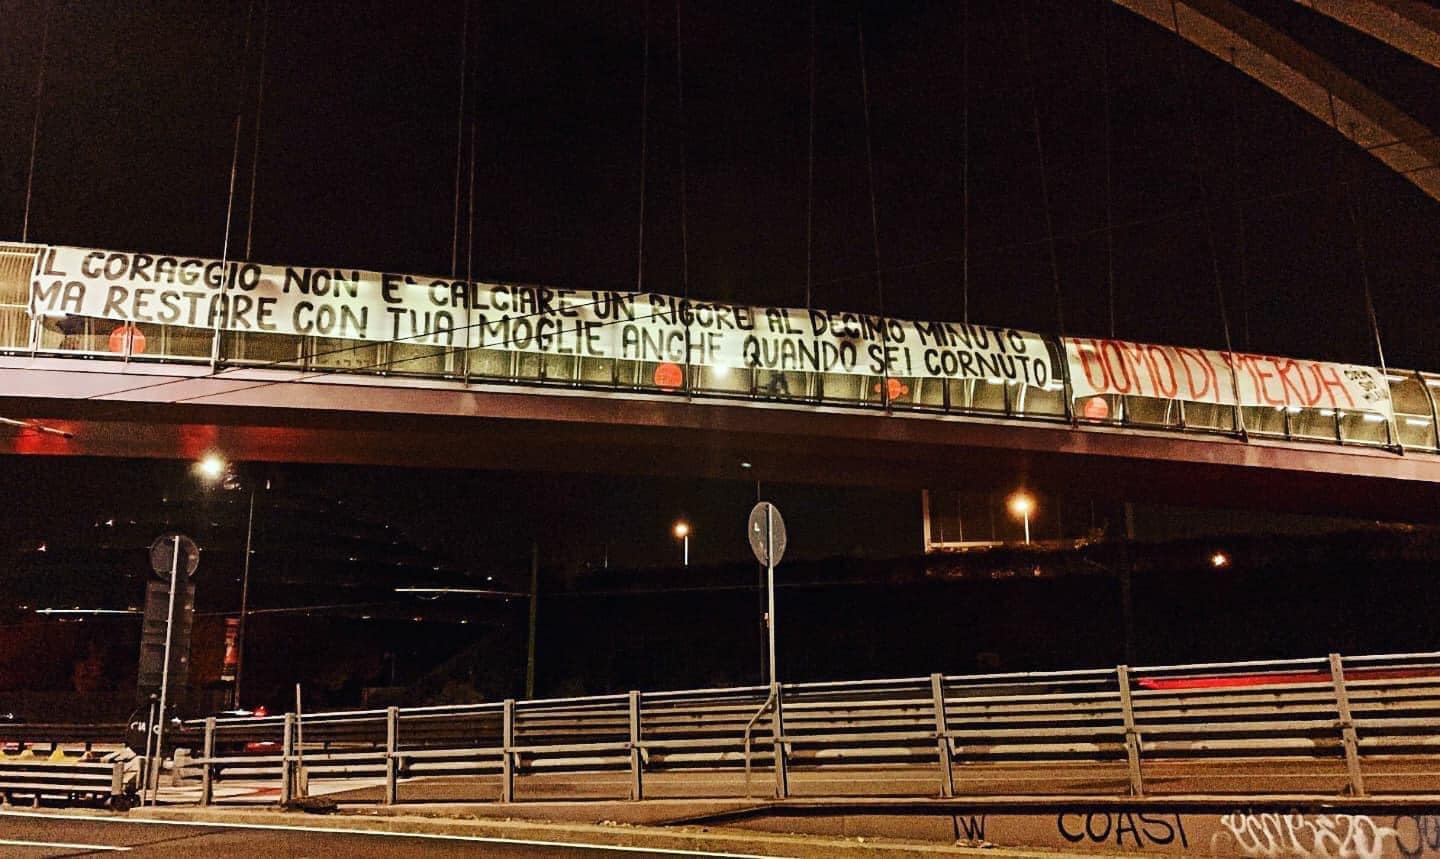 IL CORAGGIO NON E' CALCIARE UN RIGORE AL DECIMO MINUTO
MA RESTARE CON TUA MOGLIE ANCHE QUANDO SEI CORNUTO
UOMO DI MERDA
IW COAST